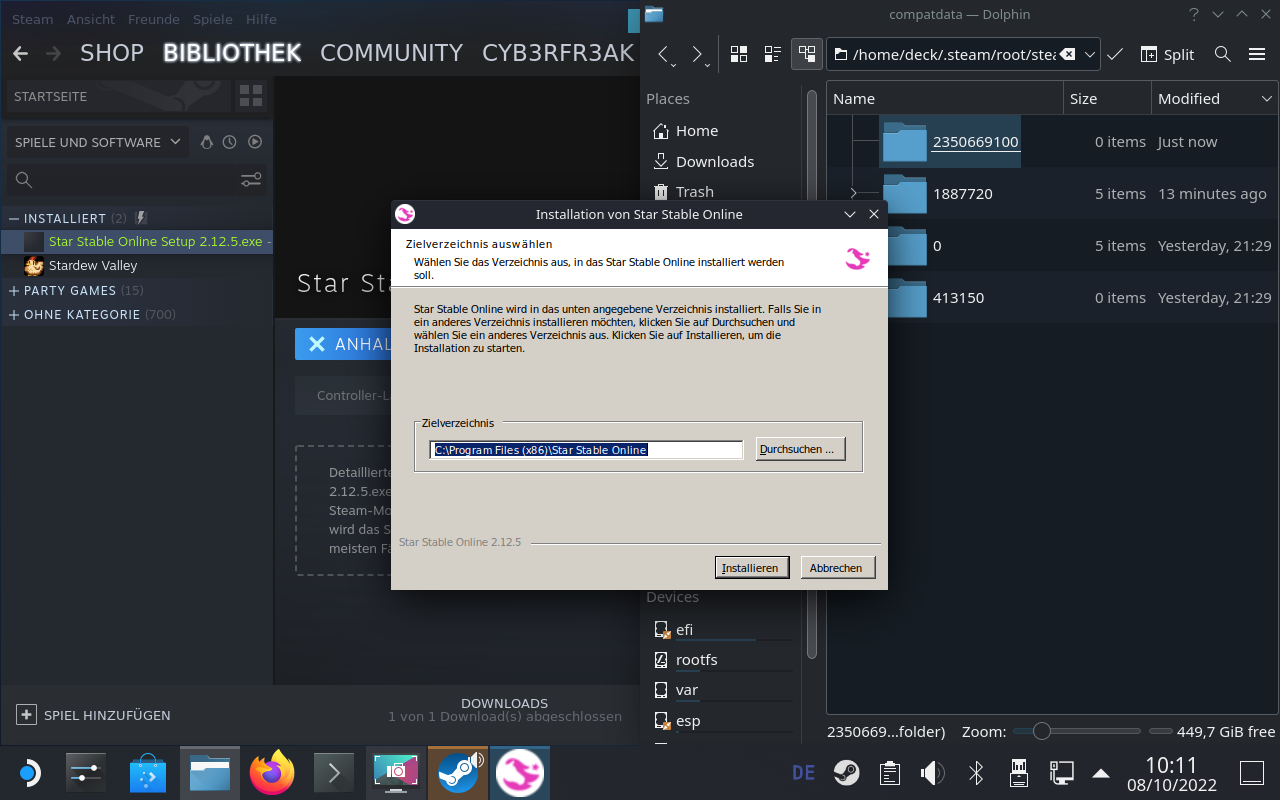 Steam Ansicht Freunde Spiele Hilfe
SHOP BIBLIOTHEK COMMUNITY CYB3RFR3AK
STARTSEITE
SPIELE UND SOFTWARE
INSTALLIERT (2)
Star Stable Online Setup 2.12.5.exe -
Stardew Valley
PARTY GAMES (15)
OHNE KATEGORIE (700)
Star Sta
ANHAL
Controller-La
Detaillierte
2.12.5.exe
Steam-Mo
wird das S
meisten Fa
SPIEL HINZUFÜGEN
DOWNLOADS
1 von 1 Download(s) abgeschlossen
compatdata — Dolphin
/home/deck/.steam/root/stea
Split
Places
Home
Downloads
Trash
Name Size Modified
2350669100 0 items Just now
1887720 5 items 13 minutes ago
0 5 items Yesterday, 21:29
413150 0 items Yesterday, 21:29
Installation von Star Stable Online
Zielverzeichnis auswählen
Wählen Sie das Verzeichnis aus, in das Star Stable Online installiert werden
soll.
Star Stable Online wird in das unten angegebene Verzeichnis installiert. Falls Sie in
ein anderes Verzeichnis installieren möchten, klicken Sie auf Durchsuchen und
wählen Sie ein anderes Verzeichnis aus. Klicken Sie auf Installieren, um die
Installation zu starten.
Zielverzeichnis
C:\Program Files (x86)\Star Stable Online
Durchsuchen ...
Star Stable Online 2.12.5
Installieren Abbrechen
Devices
efi
rootfs
var
esp
2350669...folder) Zoom: 449,7 GiB free
DE
10:11
08/10/2022